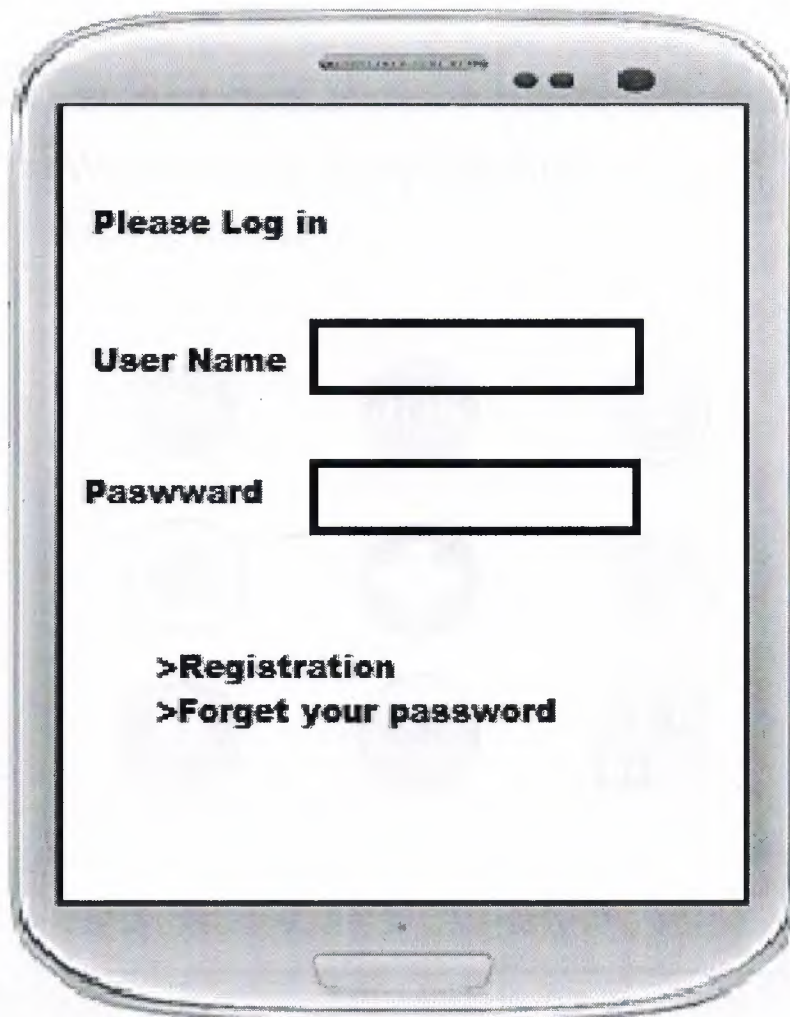 Please Log in
User Name
Paswward
>Registration
>Forget your password